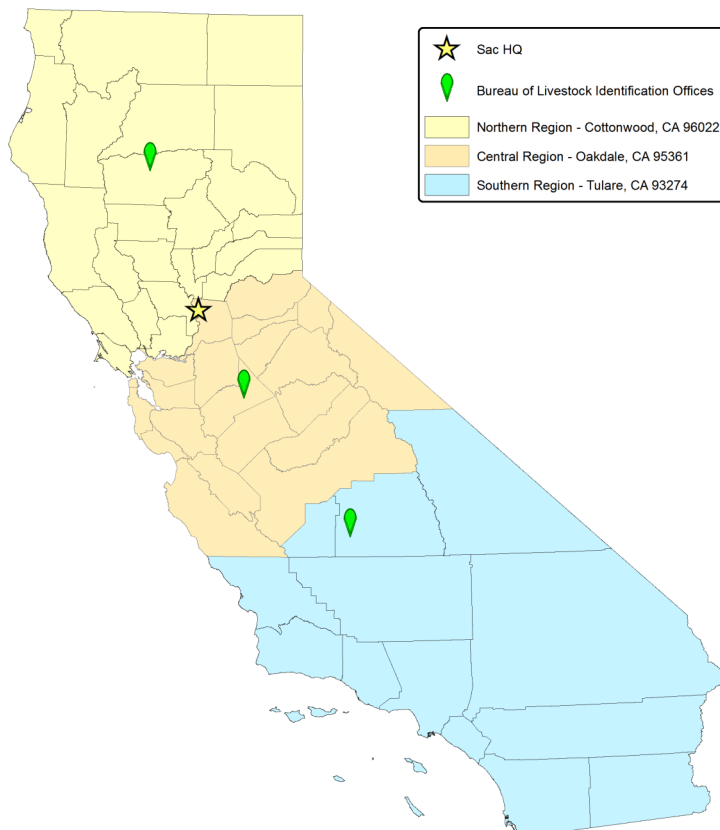 Sac HQ
Bureau of Livestock Identification Offices
Northern Region - Cottonwood, CA 96022
Central Region - Oakdale, CA 95361
Southern Region - Tulare, CA 93274